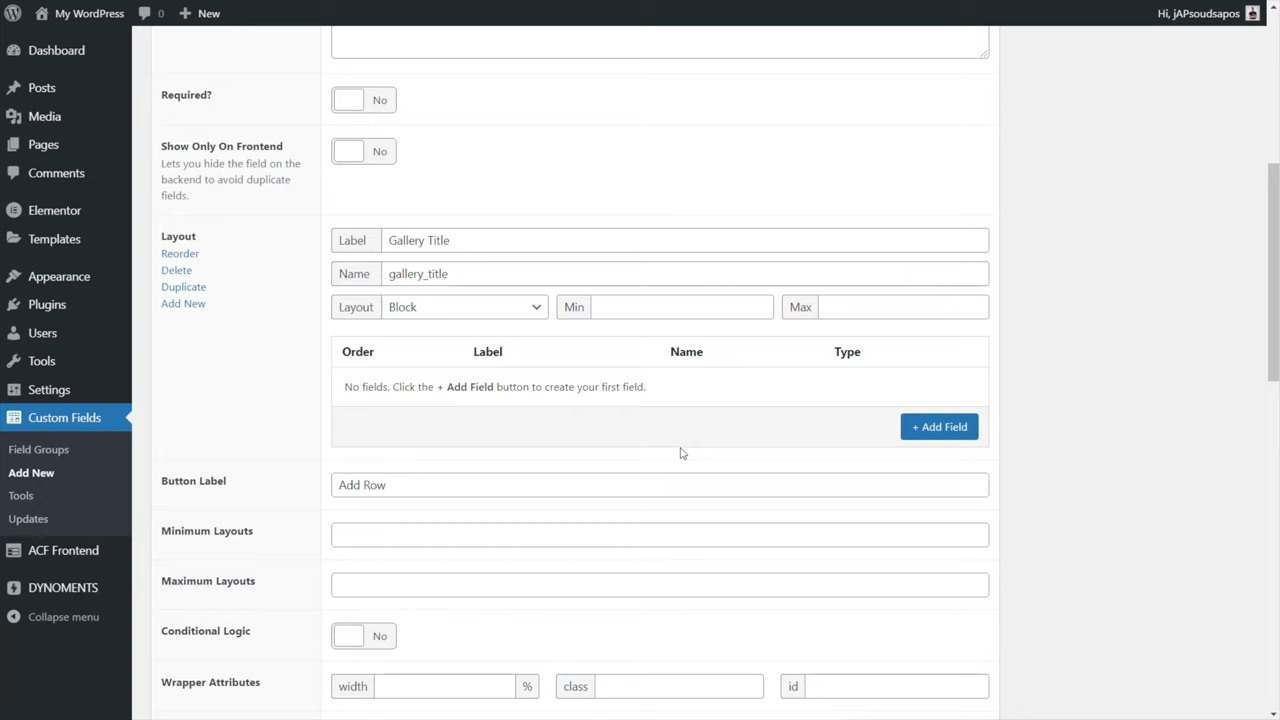 My WordPress 0 New Hi, jAPsoudsapos
Dashboard
Posts
Media
Pages
Comments
Elementor
Templates
Appearance
Plugins
Users
Tools
Settings
Custom Fields
Field Groups
Add New
Tools
Updates
ACF Frontend
DYNOMENTS
Collapse menu
Required?
No
Show Only On Frontend
No
Lets you hide the field on the
backend to avoid duplicate
fields.
Layout
Reorder
Delete
Duplicate
Add New
Label Gallery Title
Name gallery_title
Layout Block Min Max
Order Label Name Type
No fields. Click the + Add Field button to create your first field.
+ Add Field
Button Label
Add Row
Minimum Layouts
Maximum Layouts
Conditional Logic
No
Wrapper Attributes
width % class id